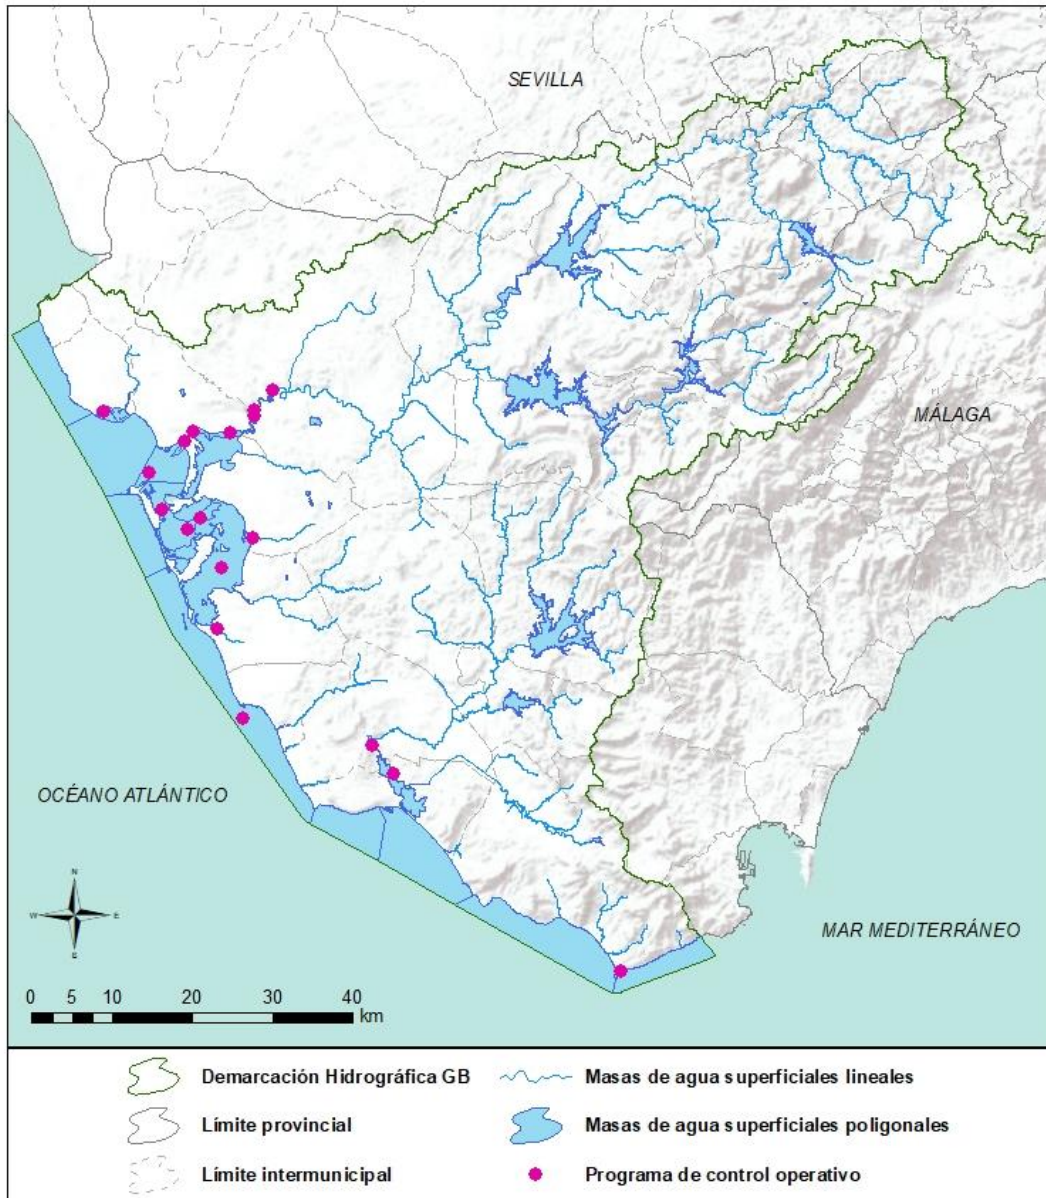 SEVILLA
MÁLAGA
OCÉANO ATLÁNTICO
MAR MEDITERRÁNEO
N
W E
E
0 5 10 20 30 40
km
Demarcación Hidrográfica GB
Masas de agua superficiales lineales
Límite provincial
Masas de agua superficiales poligonales
Límite intermunicipal
Programa de control operativo